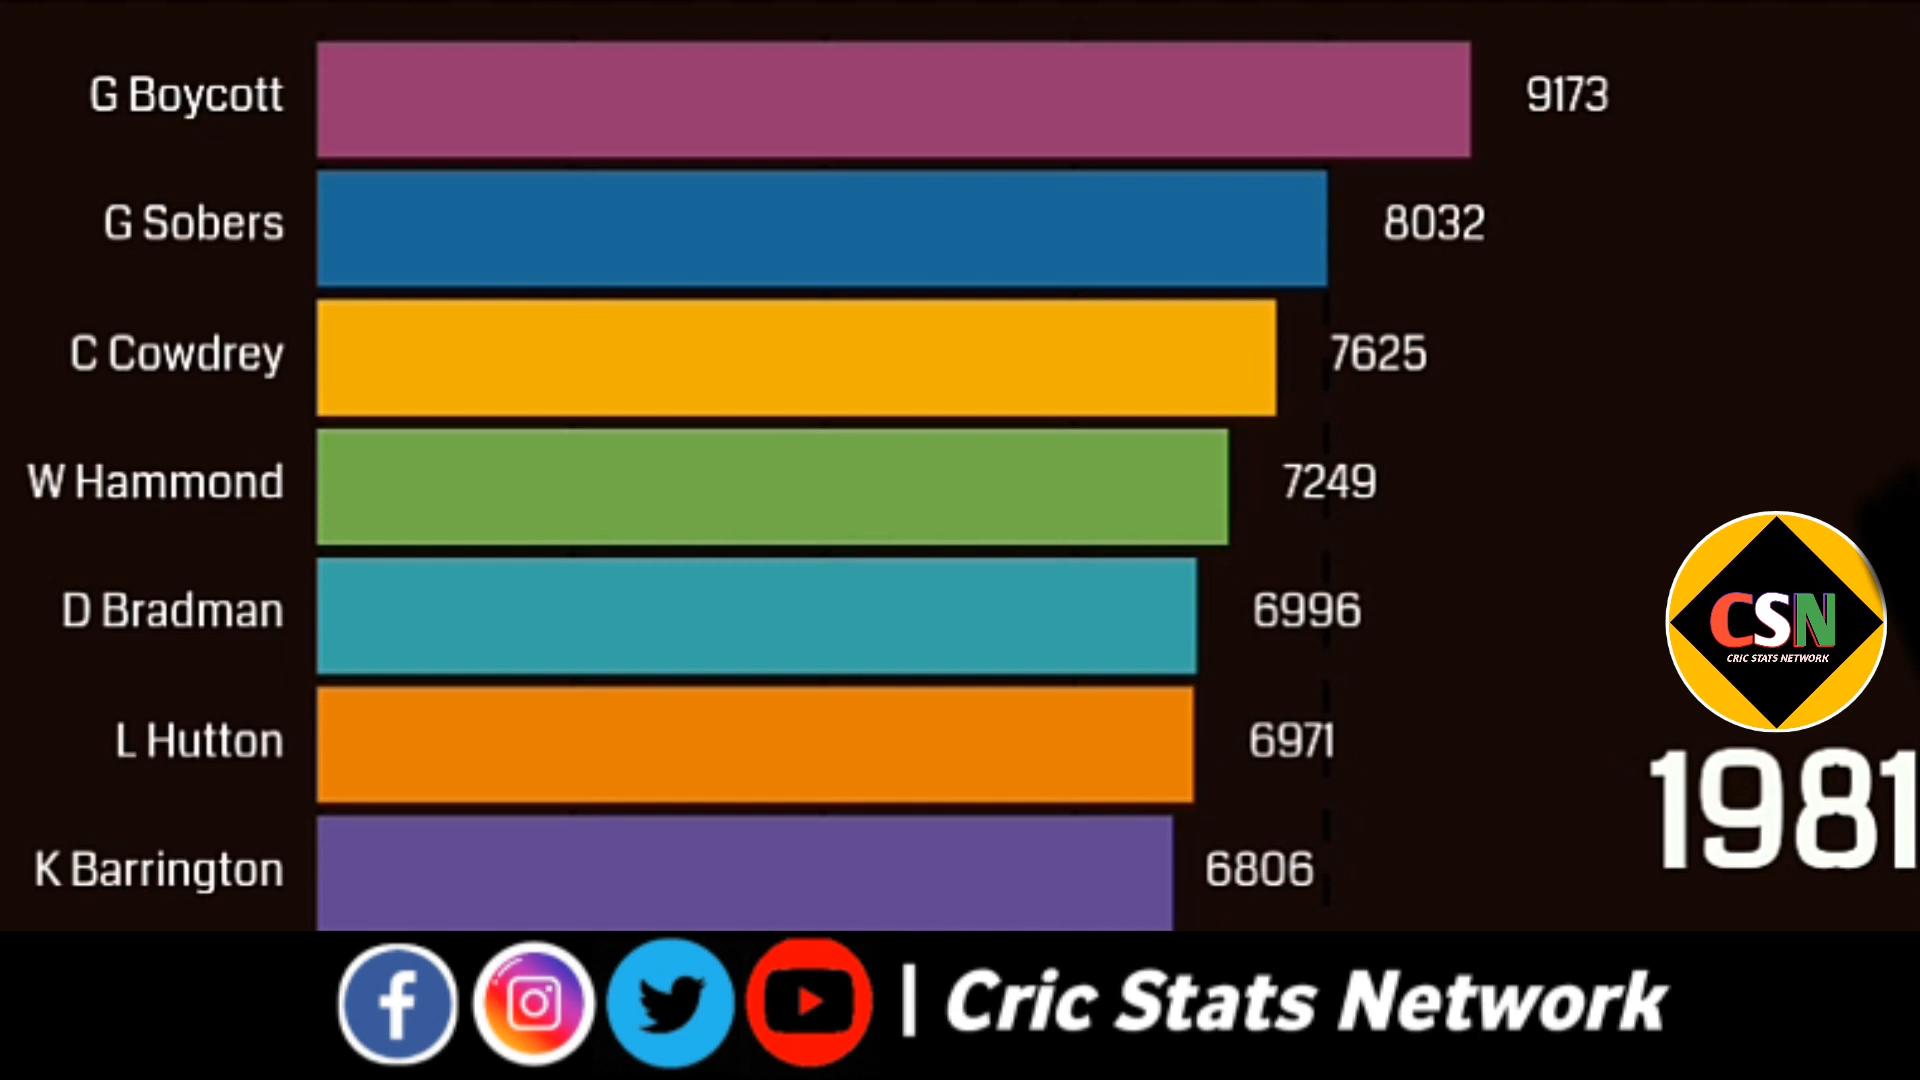 G Boycott 9173
G Sobers 8032
C Cowdrey 7625
W Hammond 7249
D Bradman 6996
L Hutton 6971
K Barrington 6806
CSN
CRIC STATS NETWORK
1981
f | Cric Stats Network